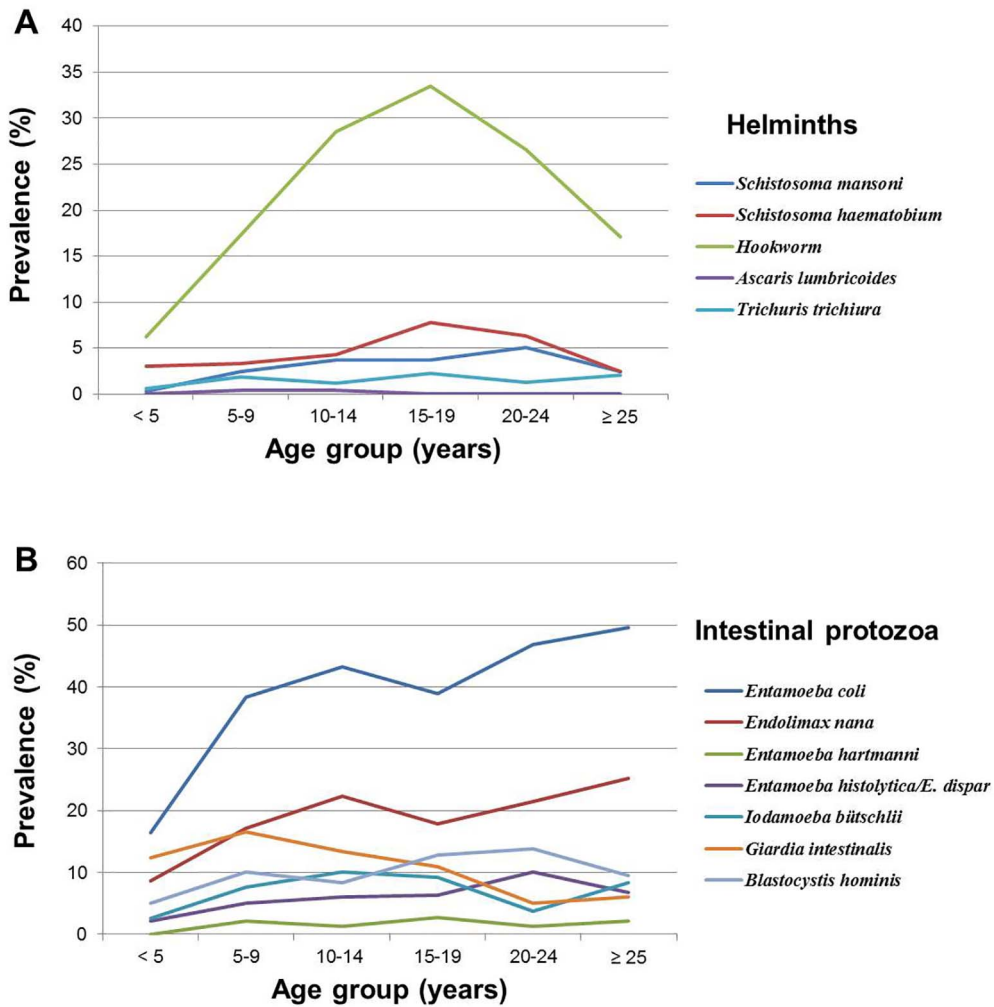 A
40
35
30
25
20
15
10
5
0
Prevalence (%)
< 5 5-9 10-14 15-19 20-24 ≥ 25
Age group (years)
Helminths
Schistosoma mansoni
Schistosoma haematobium
Hookworm
Ascaris lumbricoides
Trichuris trichiura
B
60
50
40
30
20
10
0
Prevalence (%)
< 5 5-9 10-14 15-19 20-24 ≥ 25
Age group (years)
Intestinal protozoa
Entamoeba coli
Endolimax nana
Entamoeba hartmanni
Entamoeba histolytica/E. dispar
Iodamoeba bütschlii
Giardia intestinalis
Blastocystis hominis